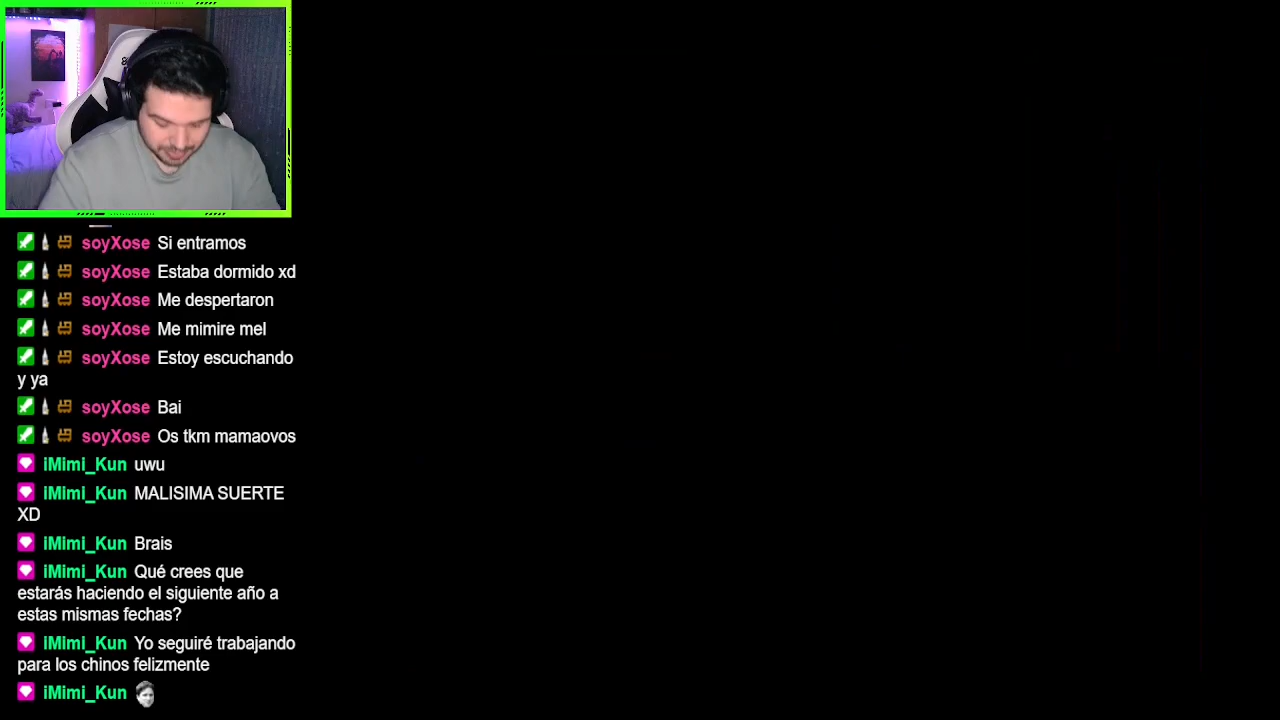 soyXose Si entramos
soyXose Estaba dormido xd
soyXose Me despertaron
soyXose Me mimire mel
soyXose Estoy escuchando
y ya
soyXose Bai
soyXose Os tkm mamaovos
iMimi_Kun uwu
iMimi_Kun MALISIMA SUERTE
XD
iMimi_Kun Brais
iMimi_Kun Qué crees que
estarás haciendo el siguiente año a
estas mismas fechas?
iMimi_Kun Yo seguiré trabajando
para los chinos felizmente
iMimi_Kun